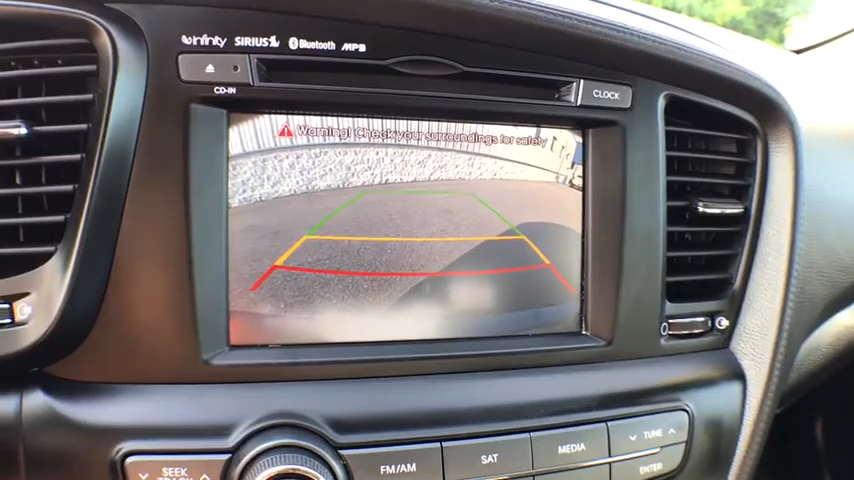 infinity SIRIUS Bluetooth MP3
CD-IN
CLOCK
Warning! Check your surroundings for safety
SEEK
TRACK
FM/AM
SAT
MEDIA
TUNE
ENTER